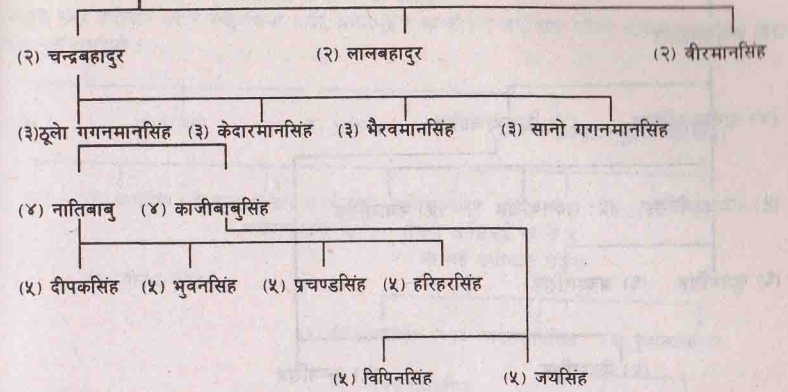 (२) चन्द्रबहादुर (२) लालबहादुर (२) वीरमानसिंह
(३)ठूलेा गगनमानसिंह (३) केदारमानसिंह (३) भैरवमानसिंह (३) सानो गगनमानसिंह
(४) नातिबाबु (४) काजीबाबुसिंह
(५) दीपकसिंह (५) भुवनसिंह (५) प्रचण्डसिंह (५) हरिहरसिंह
(५) विपिनसिंह (५) जयसिंह